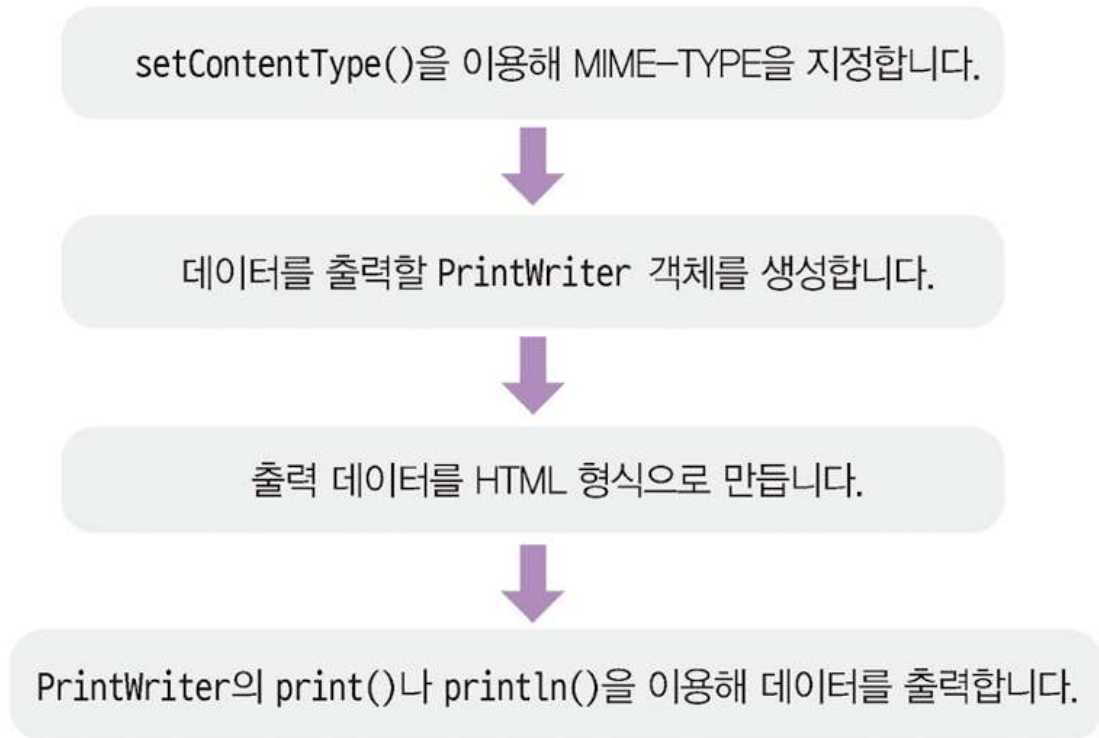 setContentType()을 이용해 MIME-TYPE을 지정합니다.
데이터를 출력할 PrintWriter 객체를 생성합니다.
출력 데이터를 HTML 형식으로 만듭니다.
PrintWriter의 print()나 println()을 이용해 데이터를 출력합니다.